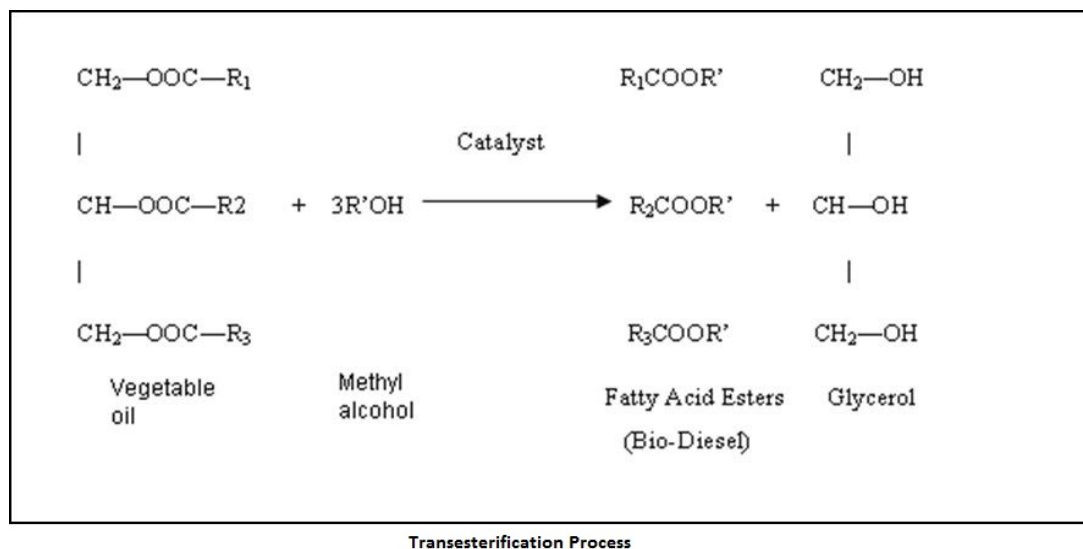 CH₂—OOC—R₁ R₁COOR’ CH₂—OH
| Catalyst |
CH—OOC—R2 + 3R’OH ⟶ R₂COOR’ + CH—OH
| |
CH₂—OOC—R₃ R₃COOR’ CH₂—OH
Vegetable Methyl Fatty Acid Esters Glycerol
oil alcohol (Bio-Diesel)
Transesterification Process